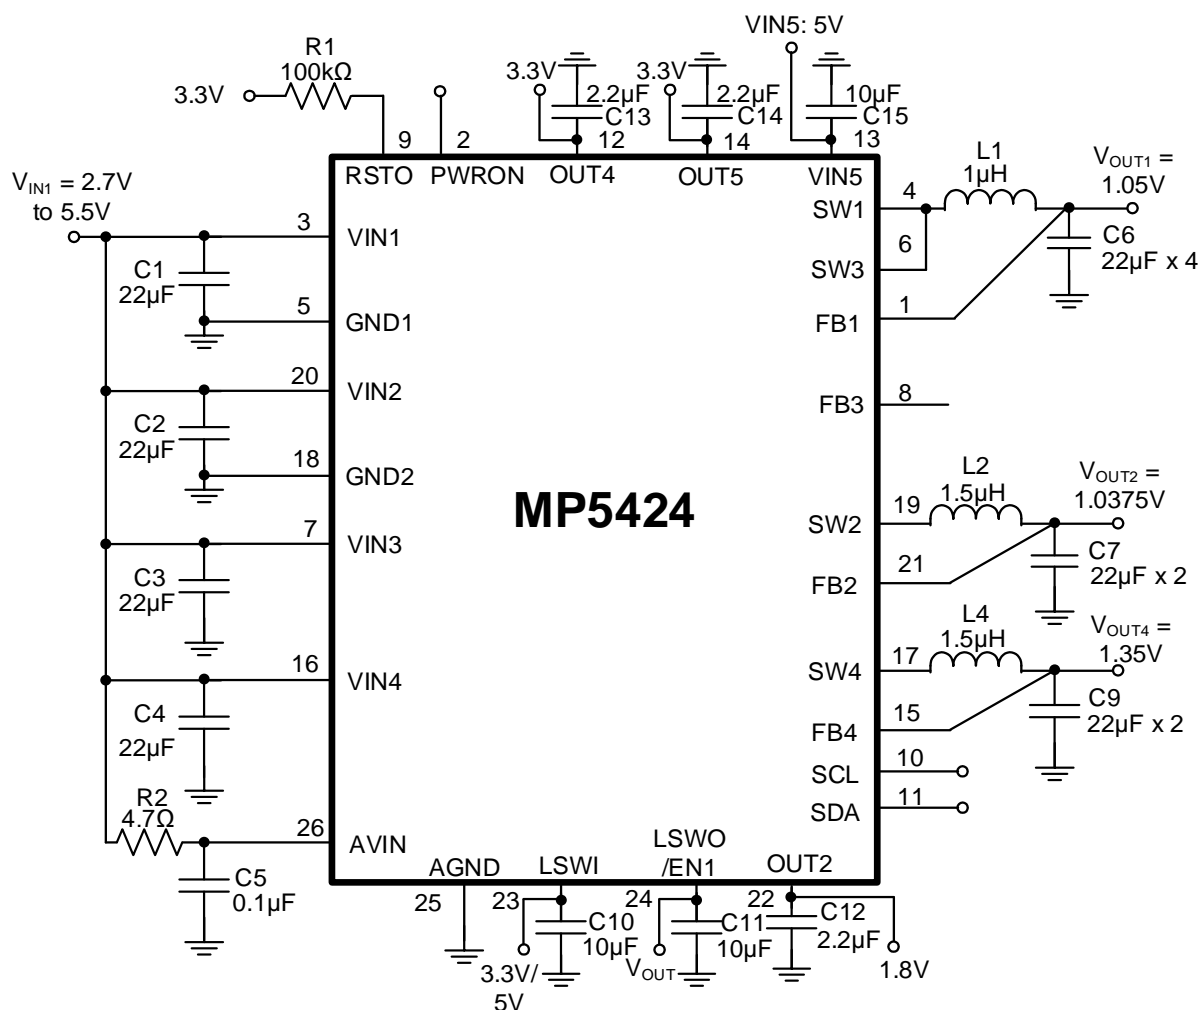 VIN5: 5V
R1
100kΩ
3.3V
3.3V
2.2µF
C13
3.3V
2.2µF
C14
10µF
C15
9
2
12
14
13
RSTO
PWRON
OUT4
OUT5
VIN5
VIN1 = 2.7V
to 5.5V
3
VIN1
C1
22µF
5
GND1
20
VIN2
C2
22µF
18
GND2
7
VIN3
C3
22µF
16
VIN4
C4
22µF
R2
4.7Ω
26
AVIN
C5
0.1µF
MP5424
SW1
4
L1
1µH
VOUT1 =
1.05V
SW3
6
C6
22µF x 4
FB1
1
FB3
8
SW2
19
L2
1.5µH
VOUT2 =
1.0375V
FB2
21
C7
22µF x 2
SW4
17
L4
1.5µH
VOUT4 =
1.35V
FB4
15
C9
22µF x 2
SCL
10
SDA
11
AGND
LSWI
LSWO
/EN1
OUT2
25
23
24
22
C10
10µF
C11
10µF
C12
2.2µF
3.3V/
5V
VOUT
1.8V